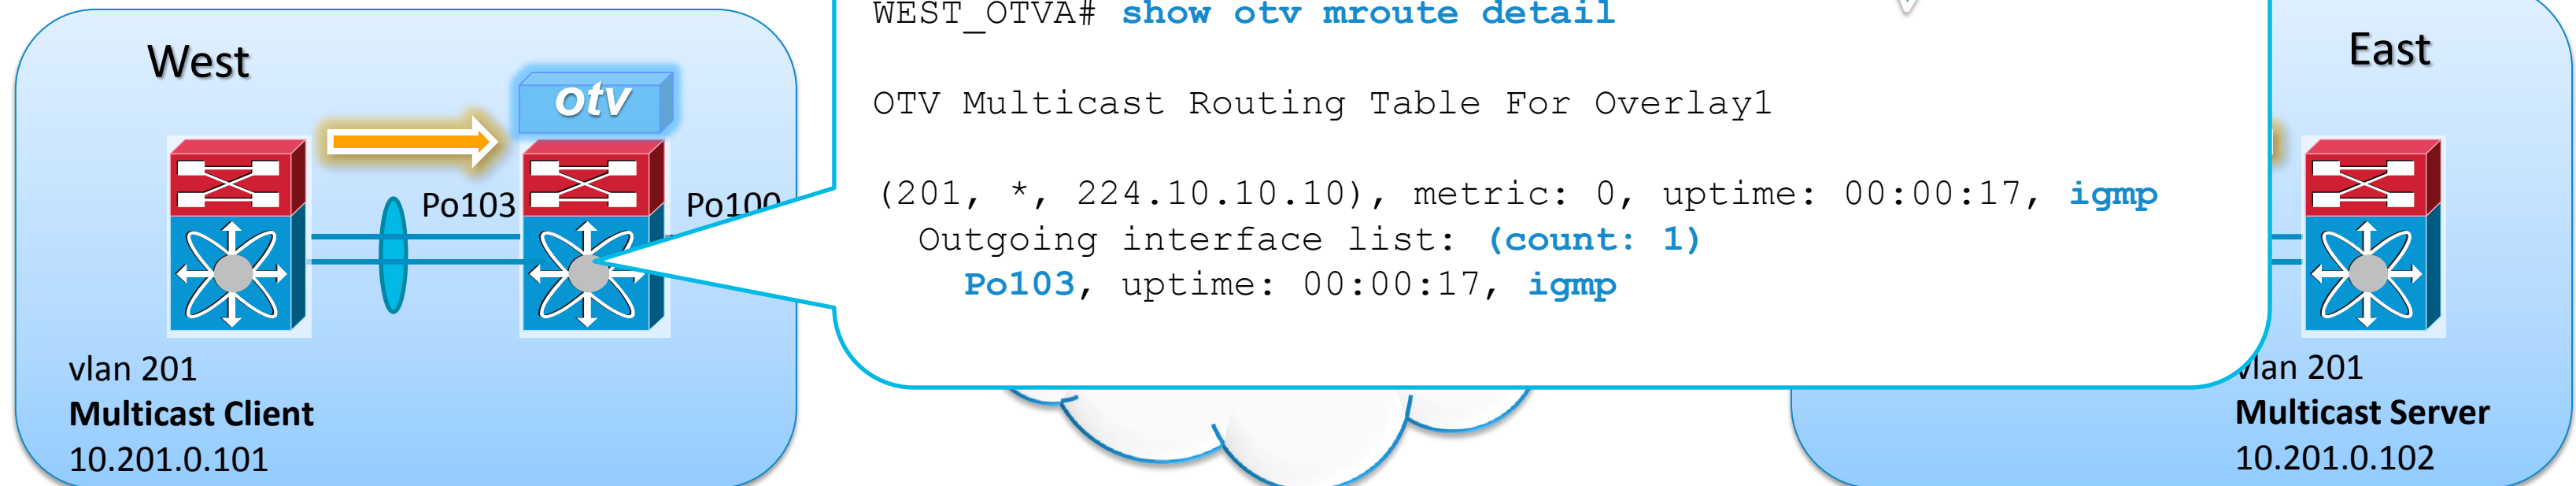 WEST_OTVA# show otv mroute detail
West
East
otv
OTV Multicast Routing Table For Overlay1
(201, *, 224.10.10.10), metric: 0, uptime: 00:00:17, igmp
Po103
Po100
Outgoing interface list: (count: 1)
Po103, uptime: 00:00:17, igmp
vlan 201
Multicast Client
10.201.0.101
vlan 201
Multicast Server
10.201.0.102